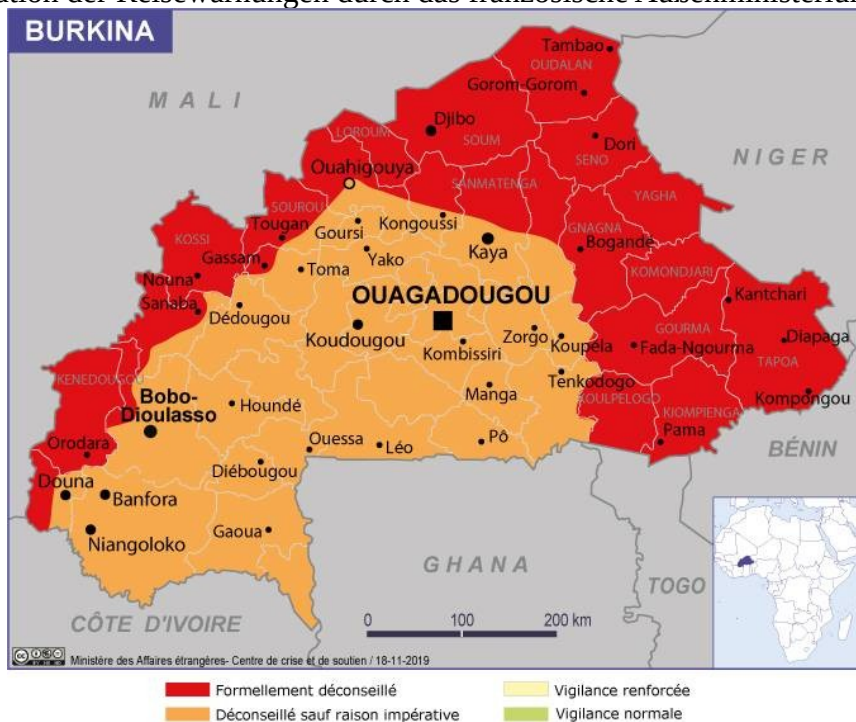 ution der Reisewarnungen durch das französische Außenministerium
BURKINA
Tambao
OUDALAN
Gorom-Gorom
MALI
Djibo
LOROUM
SOUM
Dori
SENO
NIGER
Ouahigouya
SANMATENGA
YAGHA
SOUROU
Kongoussi
Goursi
GNAGNA
KOSSI
Tougan
Kaya
Bogande
Gassam
Yako
Toma
KOMONDJARI
Nouna
OUAGADOUGOU
Kantchari
Sanaba
Dédougou
Koudougou
Zorgo
GOURMA
Diapaga
Kombissiri
Koupela
Fada-Ngourma
TAPOA
KENEDOUGOU
Tenkodogo
Bobo-
Dioulasso
Houndé
Manga
KOULPELOGO
KIOMPIENGA
Kompongou
Orodara
Ouessa
Léo
Pô
Pama
BÉNIN
Douna
Diébougou
Banfora
Niangoloko
Gaoua
GHANA
TOGO
CÔTE D'IVOIRE
0 100 200 km
Ministère des Affaires étrangères- Centre de crise et de soutien / 18-11-2019
Formellement déconseillé
Vigilance renforcée
Déconseillé sauf raison impérative
Vigilance normale